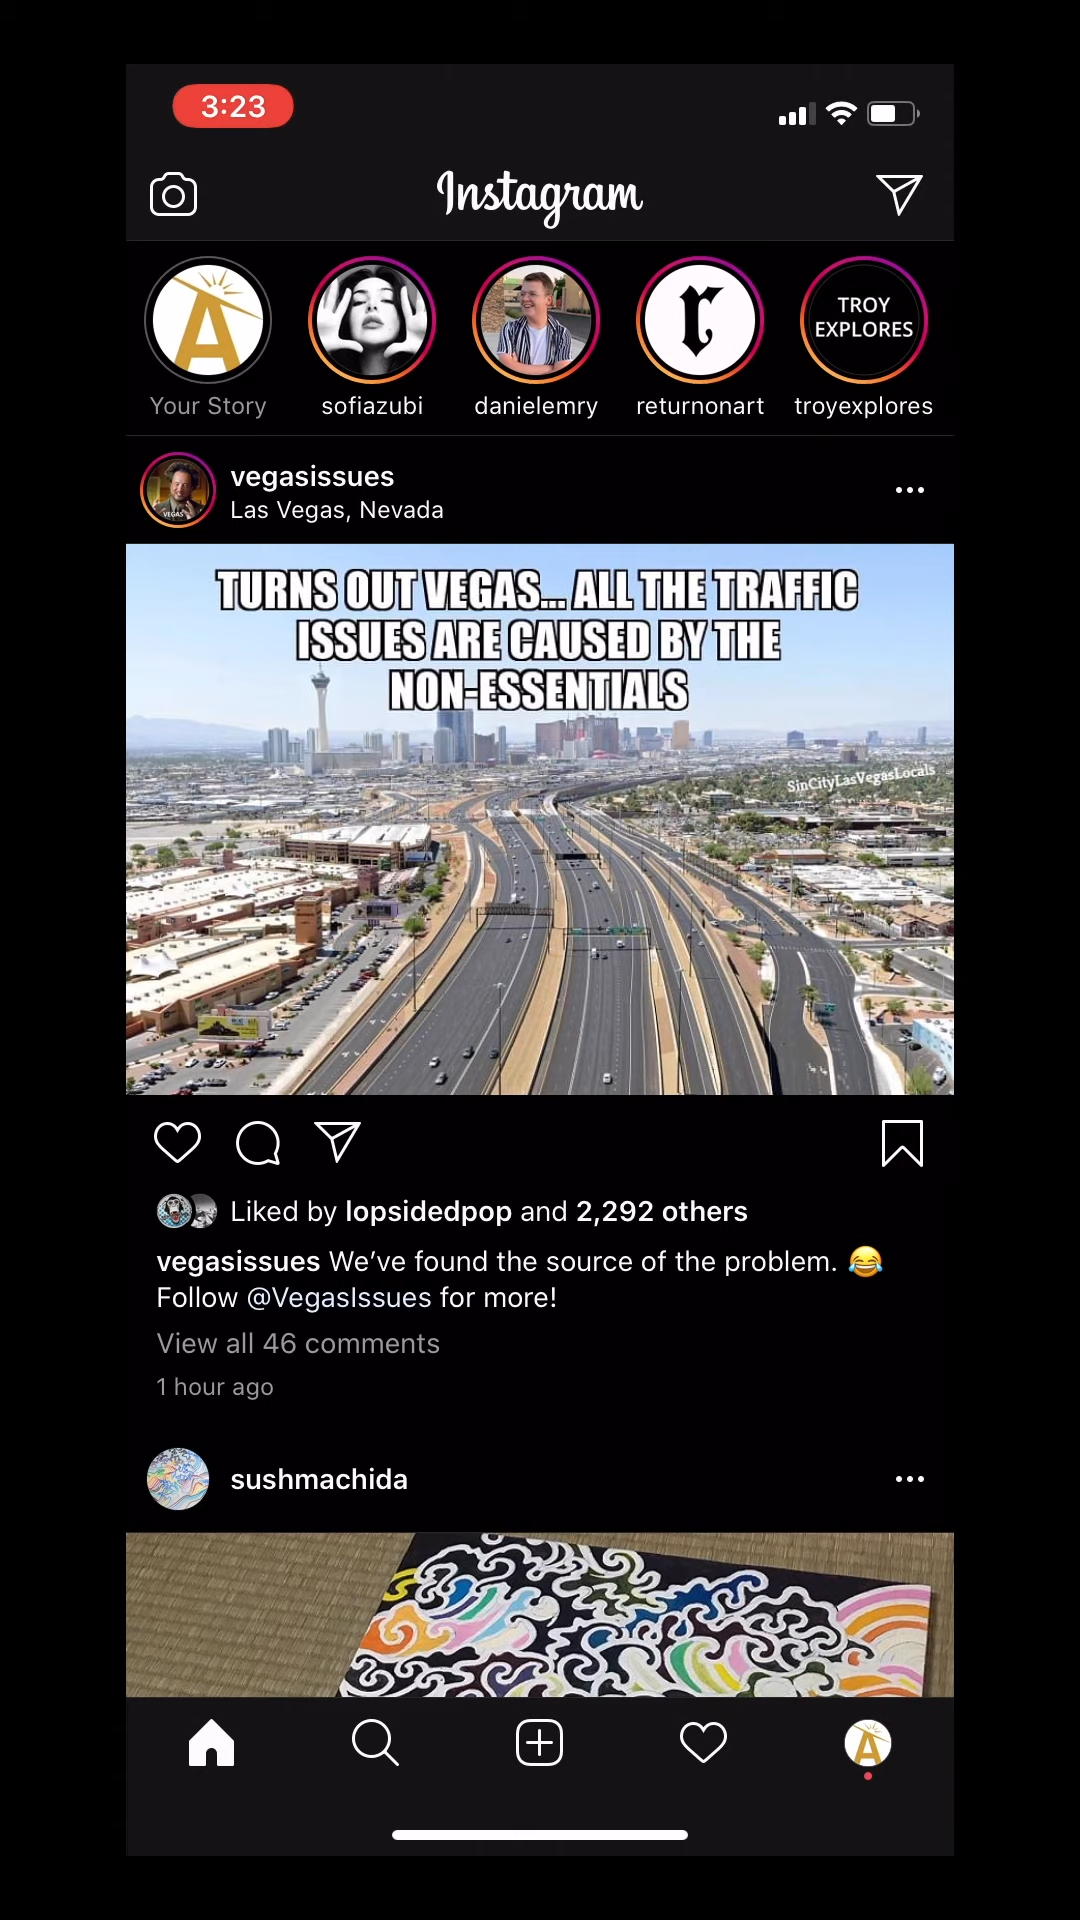 3:23
Instagram
TROY
EXPLORES
Your Story
sofiazubi
danielemry
returnonart
troyexplores
VEGAS
vegasissues
Las Vegas, Nevada
TURNS OUT VEGAS... ALL THE TRAFFIC
ISSUES ARE CAUSED BY THE
NON-ESSENTIALS
SinCityLasVegasLocals
Liked by lopsidedpop and 2,292 others
vegasissues We’ve found the source of the problem. 😂
Follow @VegasIssues for more!
View all 46 comments
1 hour ago
sushmachida